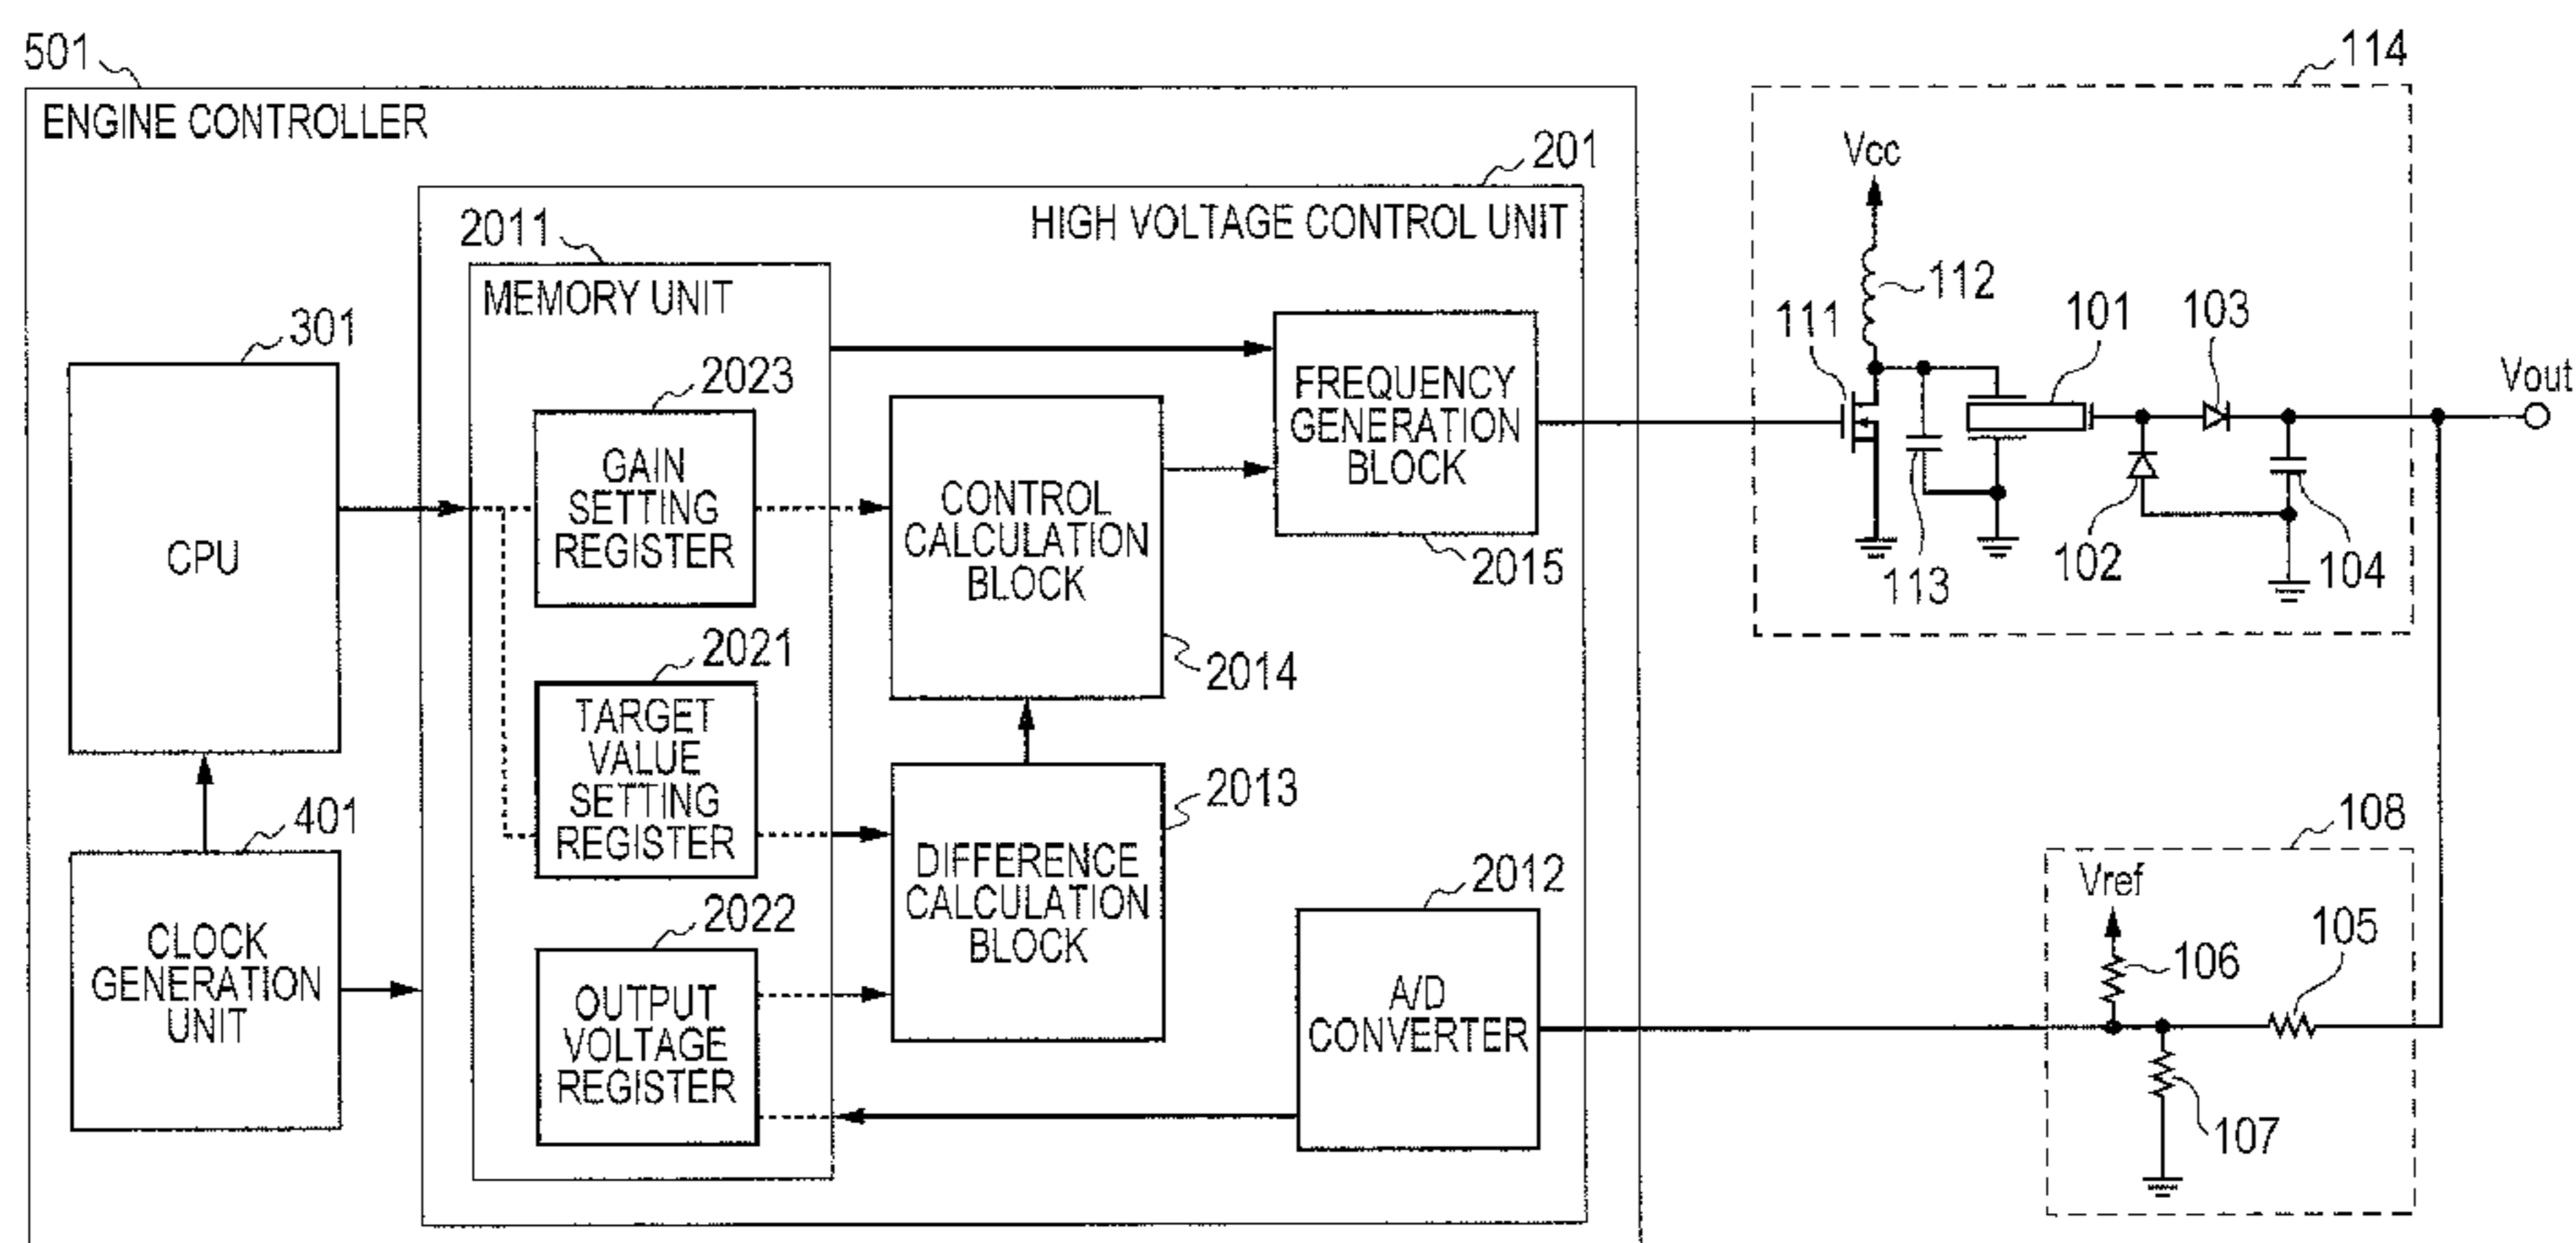 501
ENGINE CONTROLLER
114
Vcc
201
HIGH VOLTAGE CONTROL UNIT
2011
MEMORY UNIT
112
111
101
103
Vout
301
CPU
2023
GAIN
SETTING
REGISTER
CONTROL
CALCULATION
BLOCK
2014
FREQUENCY
GENERATION
BLOCK
2015
113
102
104
2021
TARGET
VALUE
SETTING
REGISTER
2013
DIFFERENCE
CALCULATION
BLOCK
401
CLOCK
GENERATION
UNIT
2022
OUTPUT
VOLTAGE
REGISTER
2012
A/D
CONVERTER
108
Vref
106
105
107